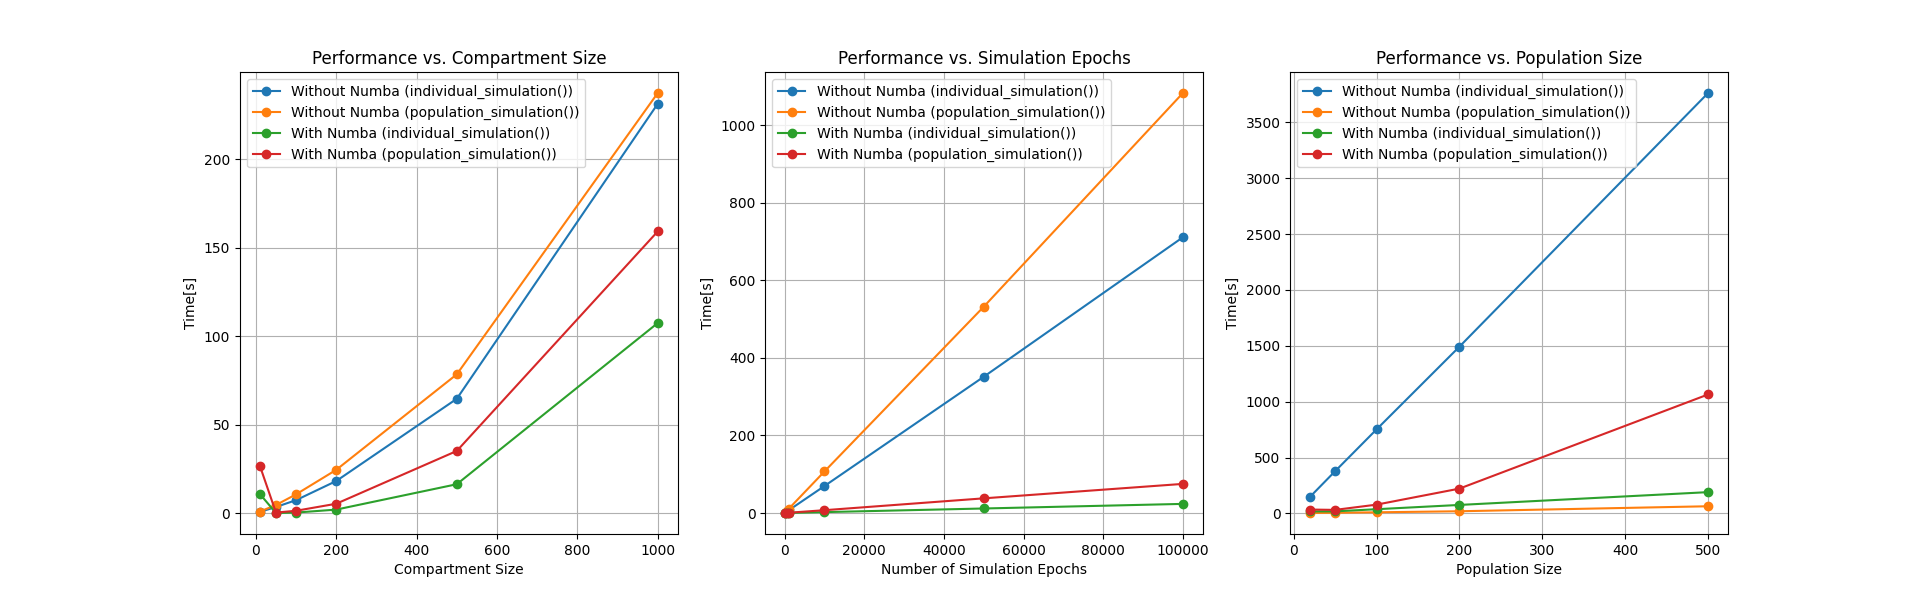 Performance vs. Compartment Size
Without Numba (individual_simulation())
Without Numba (population_simulation())
With Numba (individual_simulation())
With Numba (population_simulation())
200
150
100
50
0
Time[s]
0 200 400 600 800 1000
Compartment Size
Performance vs. Simulation Epochs
Without Numba (individual_simulation())
Without Numba (population_simulation())
With Numba (individual_simulation())
With Numba (population_simulation())
1000
800
600
400
200
0
Time[s]
0 20000 40000 60000 80000 100000
Number of Simulation Epochs
Performance vs. Population Size
Without Numba (individual_simulation())
Without Numba (population_simulation())
With Numba (individual_simulation())
With Numba (population_simulation())
3500
3000
2500
2000
1500
1000
500
0
Time[s]
0 100 200 300 400 500
Population Size